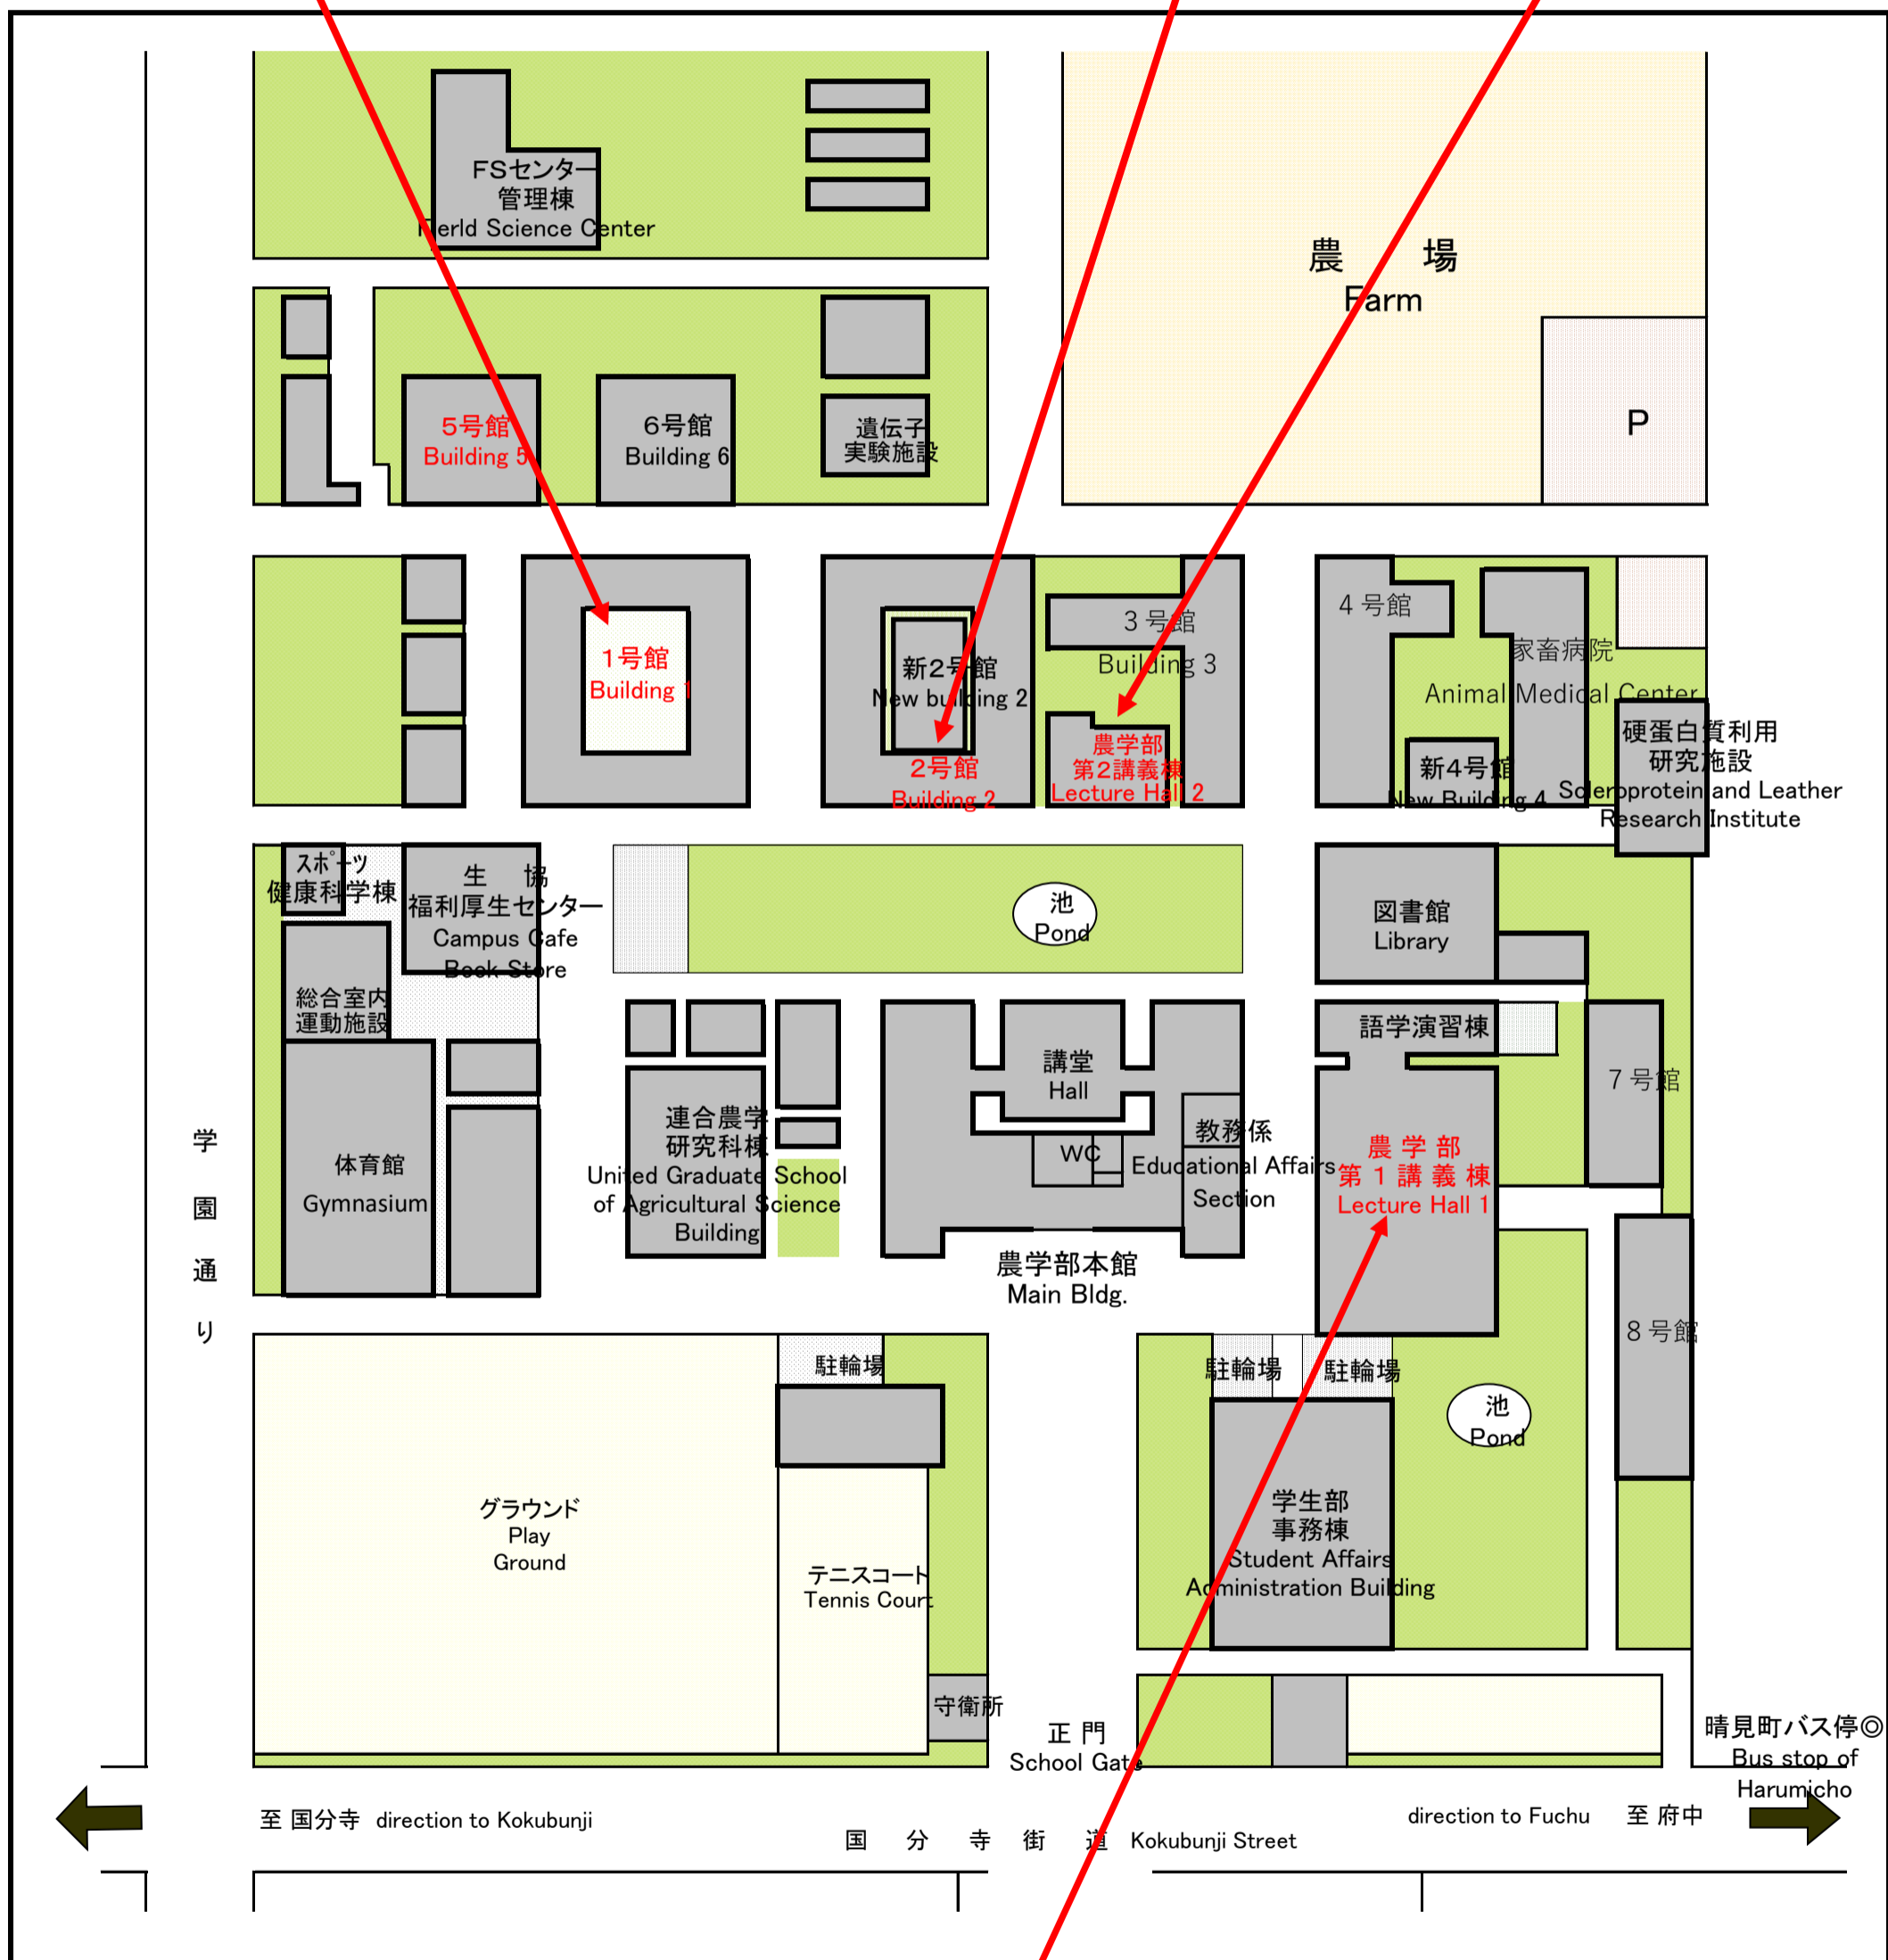 FSセンター
管理棟
Fierld Science Center
農　場
Farm
P
5号館
Building 5
6号館
Building 6
遺伝子
実験施設
1号館
Building 1
新2号館
New building 2
2号館
Building 2
3号館
Building 3
農学部
第2講義棟
Lecture Hall 2
4号館
家畜病院
Animal Medical Center
新4号館
New Building 4
硬蛋白質利用
研究施設
Scleroprotein and Leather
Research Institute
スポーツ
健康科学棟
生　協
福利厚生センター
Campus Cafe
Book Store
池
Pond
図書館
Library
総合室内
運動施設
語学演習棟
7号館
講堂
Hall
体育館
Gymnasium
連合農学
研究科棟
United Graduate School
of Agricultural Science
Building
WC
教務係
Educational Affairs
Section
農学部
第1講義棟
Lecture Hall 1
学園通り
農学部本館
Main Bldg.
8号館
駐輪場
駐輪場
駐輪場
池
Pond
グラウンド
Play
Ground
テニスコート
Tennis Court
学生部
事務棟
Student Affairs
Administration Building
守衛所
正門
School Gate
晴見町バス停◎
Bus stop of
Harumicho
至 国分寺 direction to Kokubunji
国分寺街道 Kokubunji Street
direction to Fuchu 至 府中